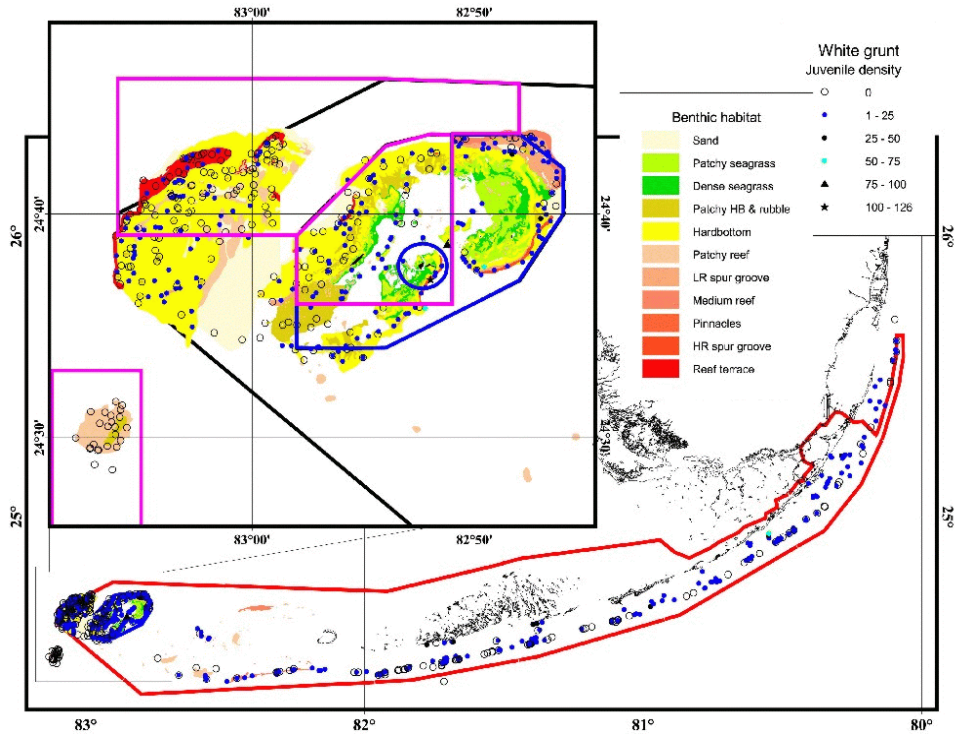 83°00'
82°50'
White grunt
Juvenile density
0
1 - 25
25 - 50
50 - 75
75 - 100
100 - 126
Benthic habitat
Sand
Patchy seagrass
Dense seagrass
Patchy HB & rubble
Hardbottom
Patchy reef
LR spur groove
Medium reef
Pinnacles
HR spur groove
Reef terrace
26°
24°40'
24°40'
26°
24°30'
24°30'
25°
25°
83°00'
82°50'
83°
82°
81°
80°